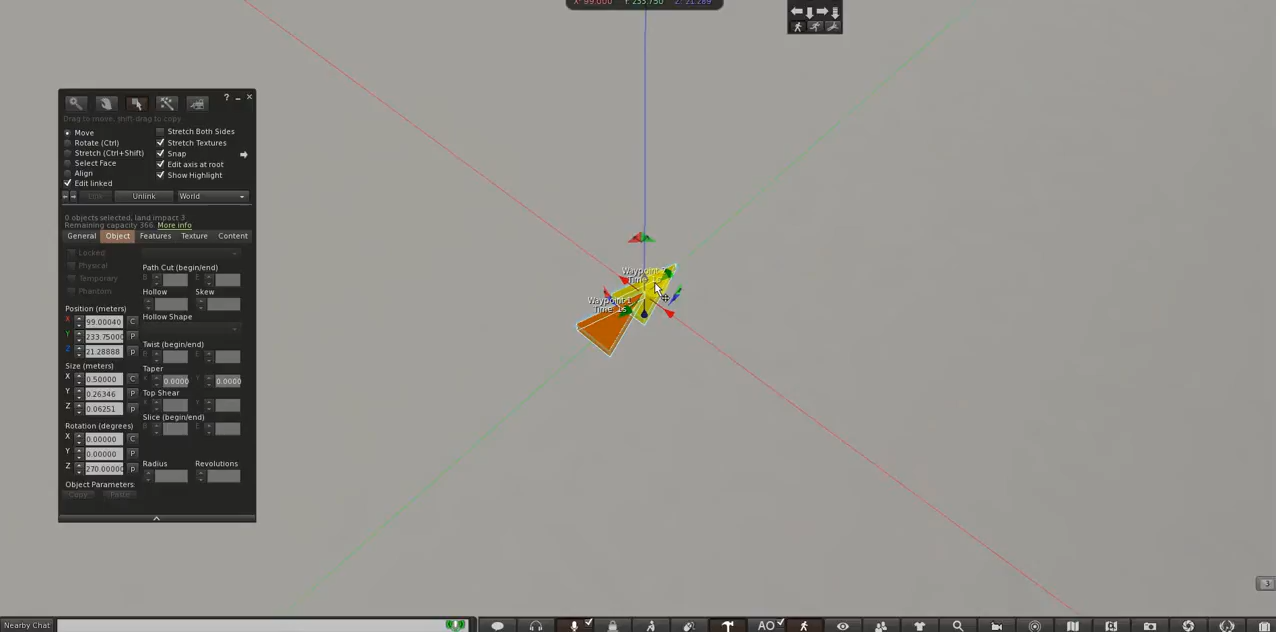 X: 99.000 Y: 233.750 Z: 21.289
? _ ×
Drag to move, shift-drag to copy
Move
Rotate (Ctrl)
Stretch (Ctrl+Shift)
Select Face
Align
Edit linked
Stretch Both Sides
Stretch Textures
Snap
Edit axis at root
Show Highlight
Link Unlink World
0 objects selected, land impact 3
Remaining capacity 366. More info
General Object Features Texture Content
Locked
Physical
Temporary
Phantom
Position (meters)
X 99.00040 C
Y 233.75000 P
Z 21.28888 p
Size (meters)
X 0.50000 C
Y 0.26346 P
Z 0.06251 p
Rotation (degrees)
X 0.00000 C
Y 0.00000 P
Z 270.00000 p
Object Parameters:
Copy Paste
Path Cut (begin/end)
B E
Hollow Skew
Hollow Shape
Twist (begin/end)
B E
Taper
X 0.0000 Y 0.0000
Top Shear
X Y
Slice (begin/end)
B E
Radius Revolutions
Waypoint 2
Time 1s
Waypoint 1
Time 1s
3
Nearby Chat
AO